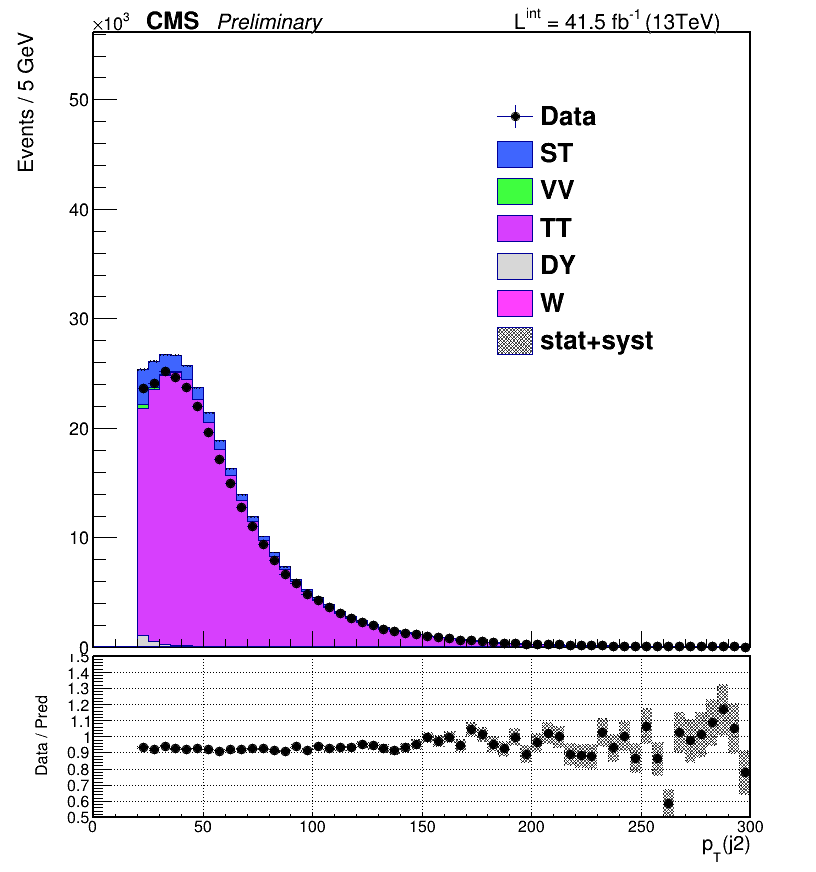 ×10³ CMS Preliminary L^int = 41.5 fb⁻¹ (13TeV)
Events / 5 GeV
50
40
30
20
10
0
Data
ST
VV
TT
DY
W
stat+syst
Data / Pred
1.5
1.4
1.3
1.2
1.1
1
0.9
0.8
0.7
0.6
0.5
0 50 100 150 200 250 300
p_T(j2)